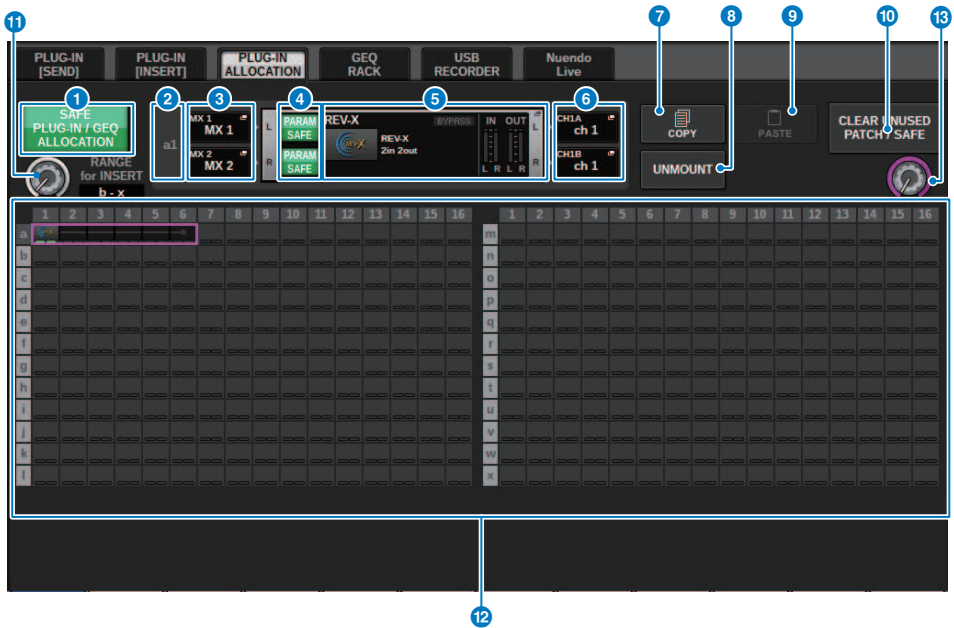 7 8 9 10 13
11
PLUG-IN
[SEND]
PLUG-IN
[INSERT]
PLUG-IN
ALLOCATION
GEQ
RACK
USB
RECORDER
Nuendo
Live
1 2 3 4 5 6
SAFE
PLUG-IN / GEQ
ALLOCATION
RANGE
for INSERT
b - x
a1
MX 1
MX 1
MX 2
MX 2
L
R
PARAM
SAFE
PARAM
SAFE
REV-X
BYPASS
IN OUT
REV-X
REV-X
2in 2out
L R L R
L
R
CH1A
ch 1
CH1B
ch 1
COPY
UNMOUNT
PASTE
CLEAR UNUSED
PATCH / SAFE
1 2 3 4 5 6 7 8 9 10 11 12 13 14 15 16
1 2 3 4 5 6 7 8 9 10 11 12 13 14 15 16
a m
b n
c o
d p
e q
f r
g s
h t
i u
j v
k w
l x
12